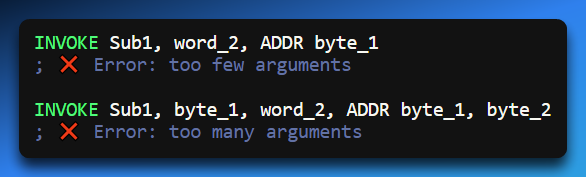 INVOKE Sub1, word_2, ADDR byte_1
; ❌ Error: too few arguments
INVOKE Sub1, byte_1, word_2, ADDR byte_1, byte_2
; ❌ Error: too many arguments